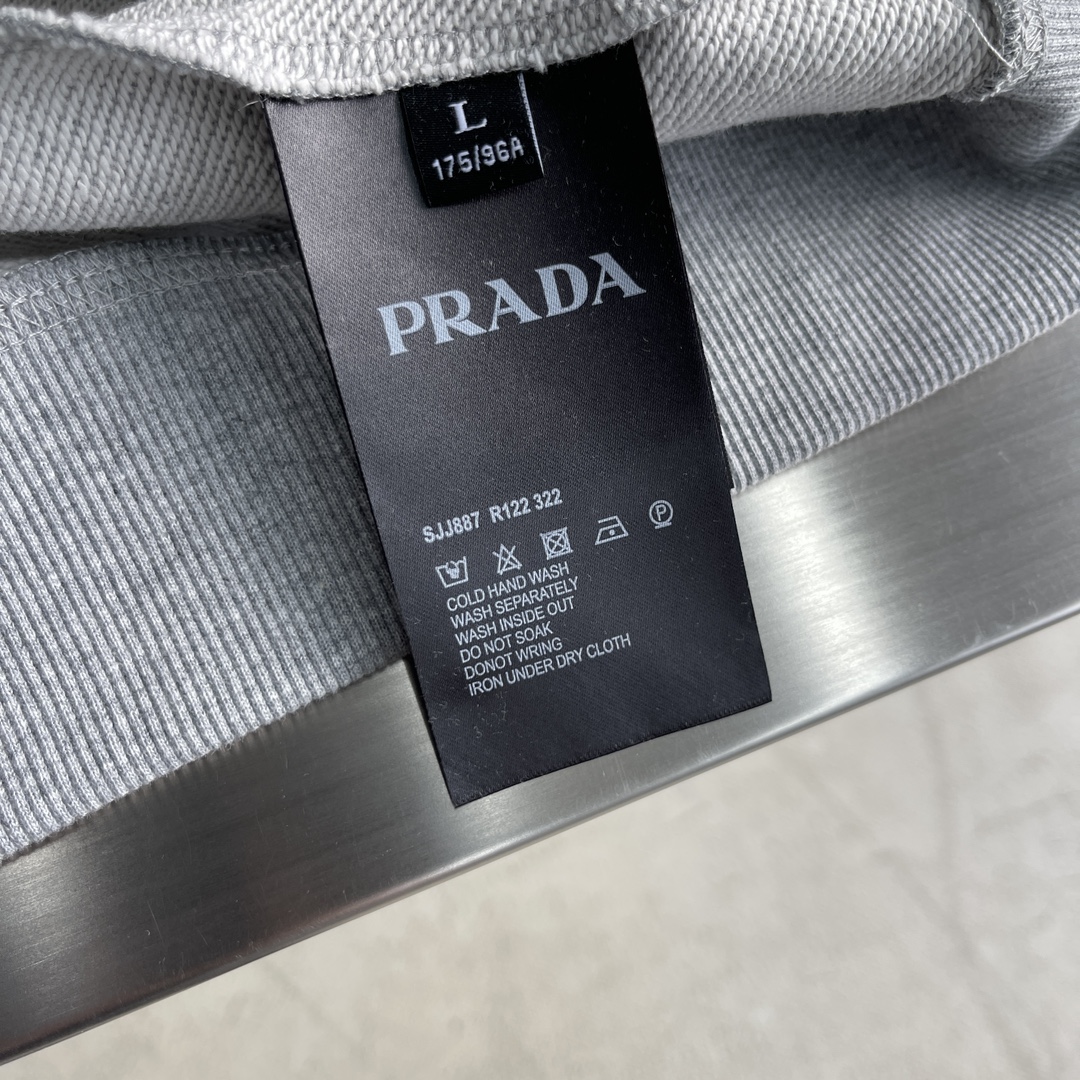 L
175/96A
PRADA
SJJ887 R122 322
P
COLD HAND WASH
WASH SEPARATELY
WASH INSIDE OUT
DO NOT SOAK
DONOT WRING
IRON UNDER DRY CLOTH